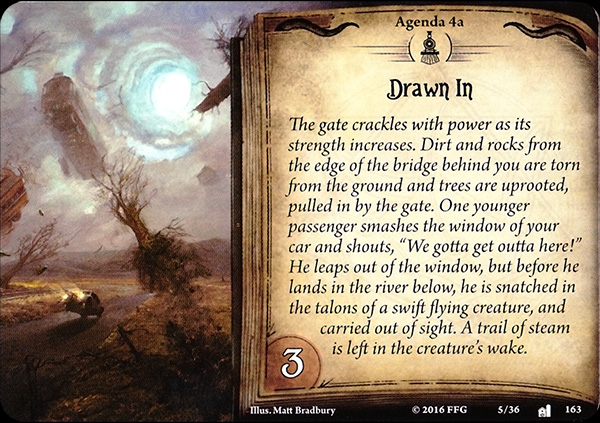 Agenda 4a
Drawn In
The gate crackles with power as its
strength increases. Dirt and rocks from
the edge of the bridge behind you are torn
from the ground and trees are uprooted,
pulled in by the gate. One younger
passenger smashes the window of your
car and shouts, “We gotta get outta here!”
He leaps out of the window, but before he
lands in the river below, he is snatched in
the talons of a swift flying creature, and
carried out of sight. A trail of steam
is left in the creature’s wake.
3
Illus. Matt Bradbury © 2016 FFG 5/36 163